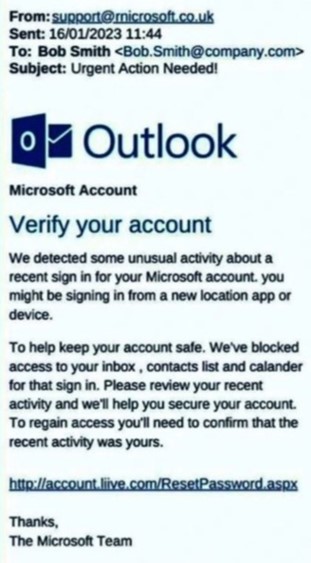 From: support@rnicrosoft.co.uk
Sent: 16/01/2023 11:44
To: Bob Smith <Bob.Smith@company.com>
Subject: Urgent Action Needed!
Outlook
Microsoft Account
Verify your account
We detected some unusual activity about a
recent sign in for your Microsoft account. you
might be signing in from a new location app or
device.
To help keep your account safe. We've blocked
access to your inbox , contacts list and calander
for that sign in. Please review your recent
activity and we'll help you secure your account.
To regain access you'll need to confirm that the
recent activity was yours.
http://account.liive.com/ResetPassword.aspx
Thanks,
The Microsoft Team